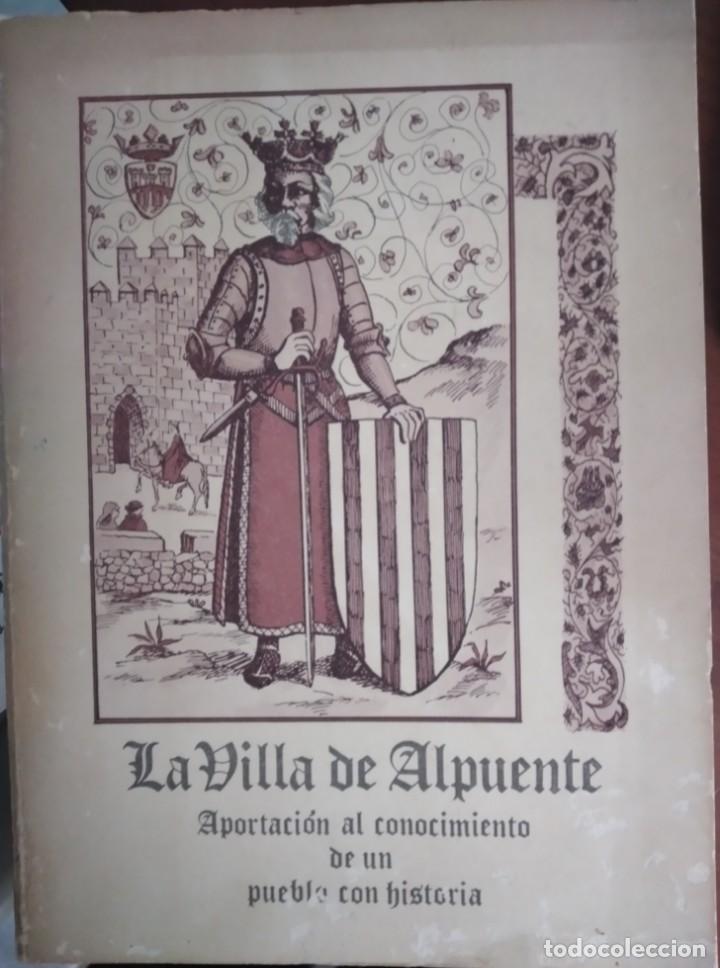 La Villa de Alpuente
Aportación al conocimiento
de un
pueblo con historia
todocoleccion